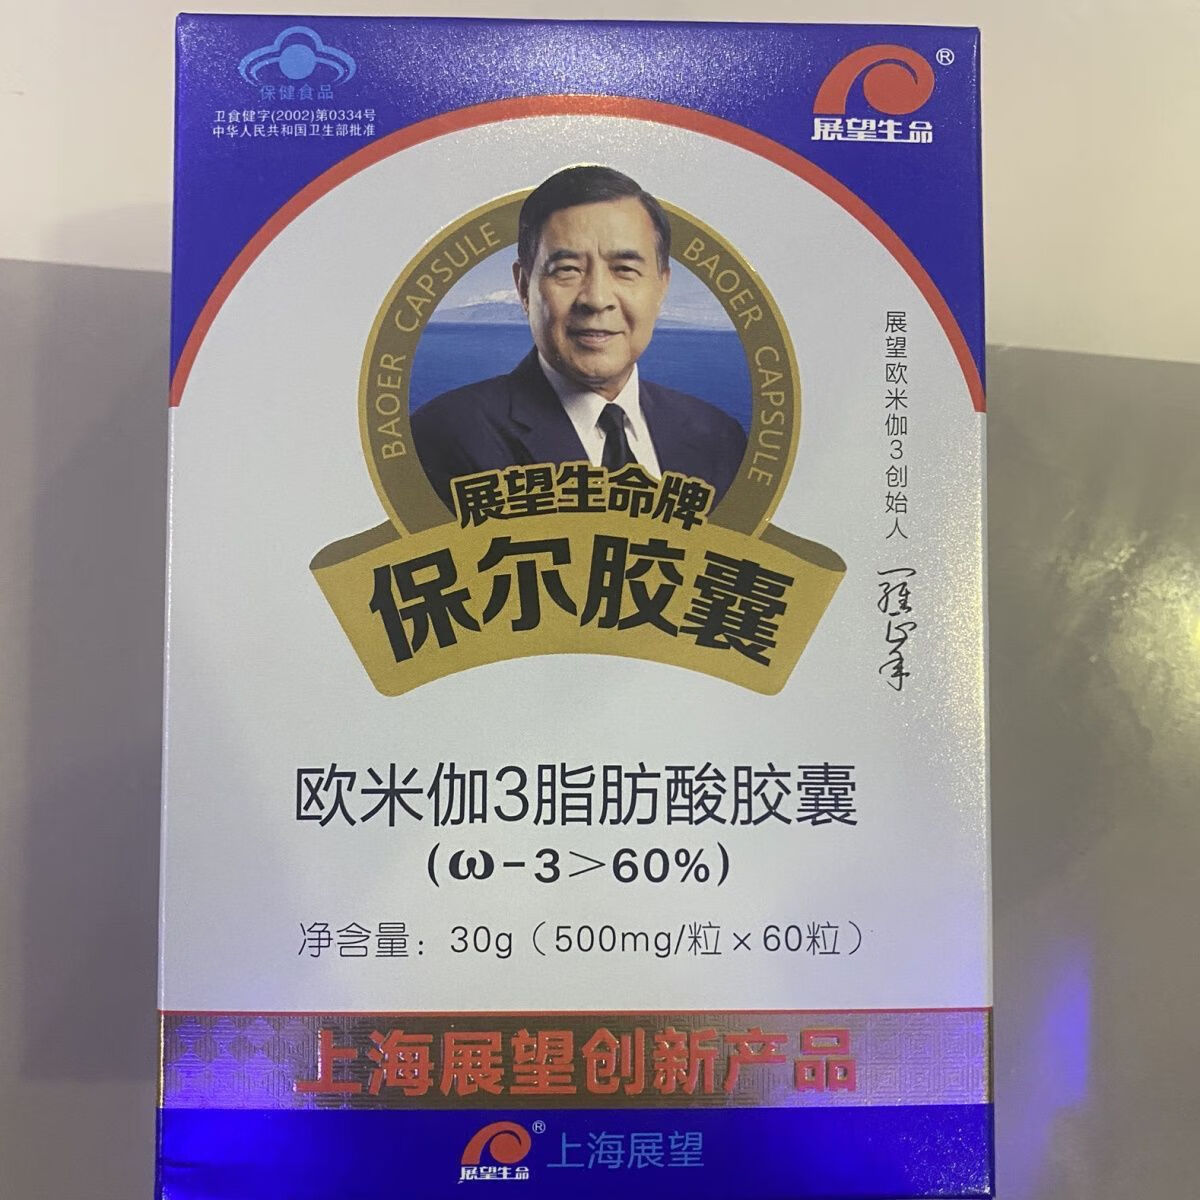 保健食品
卫食健字(2002)第0334号
中华人民共和国卫生部批准
®
展望生命
BAOER CAPSULE
BAOER CAPSULE
展望生命牌
保尔胶囊
展望欧米伽3创始人
欧米伽3脂肪酸胶囊
(ω-3>60%)
净含量：30g（500mg/粒×60粒）
上海展望创新产品
展望生命
®
上海展望